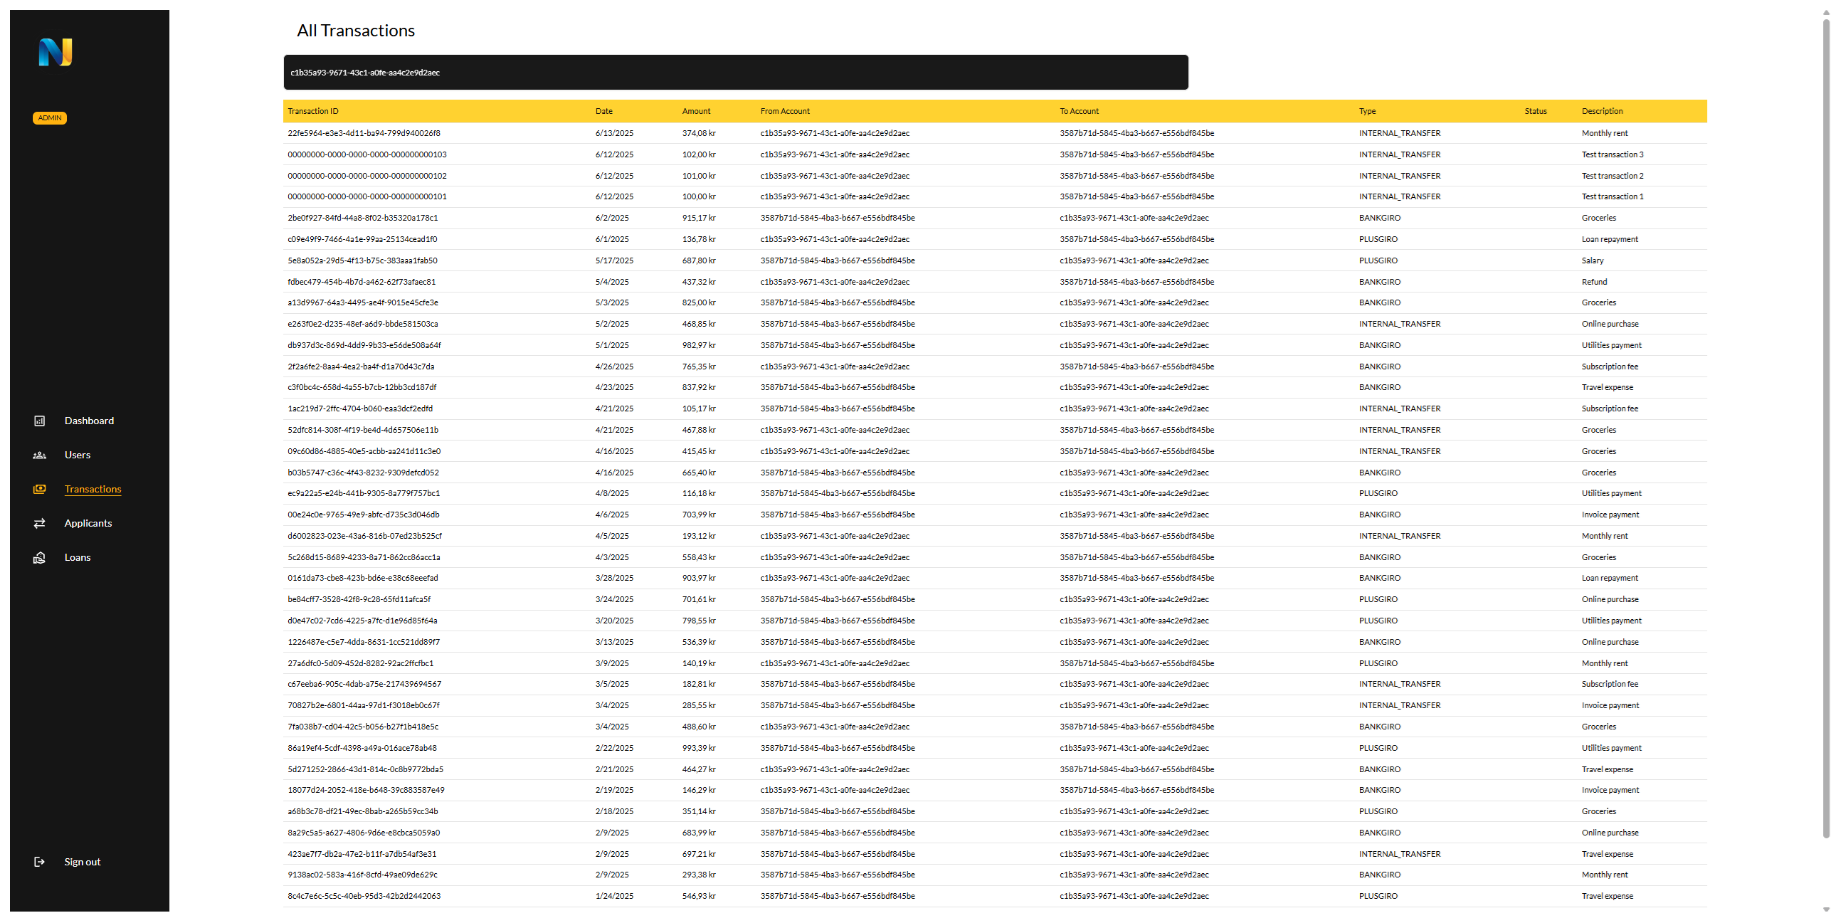 All Transactions
c1b35a93-9671-43c1-a0fe-aa4c2e9d2aec
ADMIN
Dashboard
Users
Transactions
Applicants
Loans
Sign out
Transaction ID Date Amount From Account To Account Type Status Description
22fe5964-e3e3-4d11-ba94-799d940026f8 6/13/2025 374,08 kr c1b35a93-9671-43c1-a0fe-aa4c2e9d2aec 3587b71d-5845-4ba3-b667-e556bdf845be INTERNAL_TRANSFER Monthly rent
00000000-0000-0000-0000-000000000103 6/12/2025 102,00 kr c1b35a93-9671-43c1-a0fe-aa4c2e9d2aec 3587b71d-5845-4ba3-b667-e556bdf845be INTERNAL_TRANSFER Test transaction 3
00000000-0000-0000-0000-000000000102 6/12/2025 101,00 kr c1b35a93-9671-43c1-a0fe-aa4c2e9d2aec 3587b71d-5845-4ba3-b667-e556bdf845be INTERNAL_TRANSFER Test transaction 2
00000000-0000-0000-0000-000000000101 6/12/2025 100,00 kr c1b35a93-9671-43c1-a0fe-aa4c2e9d2aec 3587b71d-5845-4ba3-b667-e556bdf845be INTERNAL_TRANSFER Test transaction 1
2be0f927-84fd-44a8-8f02-b35320a178c1 6/2/2025 915,17 kr 3587b71d-5845-4ba3-b667-e556bdf845be c1b35a93-9671-43c1-a0fe-aa4c2e9d2aec BANKGIRO Groceries
c09e49f9-7466-4a1e-99aa-25134cead1f0 6/1/2025 136,78 kr c1b35a93-9671-43c1-a0fe-aa4c2e9d2aec 3587b71d-5845-4ba3-b667-e556bdf845be PLUSGIRO Loan repayment
5e8a052a-29d5-4f13-b75c-383aaa1fab50 5/17/2025 687,80 kr 3587b71d-5845-4ba3-b667-e556bdf845be c1b35a93-9671-43c1-a0fe-aa4c2e9d2aec PLUSGIRO Salary
fdbec479-454b-4b7d-a462-62f73afaec81 5/4/2025 437,32 kr c1b35a93-9671-43c1-a0fe-aa4c2e9d2aec 3587b71d-5845-4ba3-b667-e556bdf845be BANKGIRO Refund
a13d9967-64a3-4495-ae4f-9015e45cfe3e 5/3/2025 825,00 kr 3587b71d-5845-4ba3-b667-e556bdf845be c1b35a93-9671-43c1-a0fe-aa4c2e9d2aec BANKGIRO Groceries
e263f0e2-d235-48ef-a6d9-bbde581503ca 5/2/2025 468,85 kr 3587b71d-5845-4ba3-b667-e556bdf845be c1b35a93-9671-43c1-a0fe-aa4c2e9d2aec INTERNAL_TRANSFER Online purchase
db937d3c-869d-4dd9-9b33-e56de508a64f 5/1/2025 982,97 kr 3587b71d-5845-4ba3-b667-e556bdf845be c1b35a93-9671-43c1-a0fe-aa4c2e9d2aec BANKGIRO Utilities payment
2f2a6fe2-8aa4-4ea2-ba4f-d1a70d43c7da 4/26/2025 765,35 kr c1b35a93-9671-43c1-a0fe-aa4c2e9d2aec 3587b71d-5845-4ba3-b667-e556bdf845be BANKGIRO Subscription fee
c3f0bc4c-658d-4a55-b7cb-12bb3cd187df 4/23/2025 837,92 kr 3587b71d-5845-4ba3-b667-e556bdf845be c1b35a93-9671-43c1-a0fe-aa4c2e9d2aec BANKGIRO Travel expense
1ac219d7-2ffc-4704-b060-eaa3dcf2edfd 4/21/2025 105,17 kr c1b35a93-9671-43c1-a0fe-aa4c2e9d2aec 3587b71d-5845-4ba3-b667-e556bdf845be INTERNAL_TRANSFER Subscription fee
52dfc814-308f-4f19-be4d-4d657506e11b 4/21/2025 467,88 kr c1b35a93-9671-43c1-a0fe-aa4c2e9d2aec 3587b71d-5845-4ba3-b667-e556bdf845be INTERNAL_TRANSFER Groceries
09c60d86-4885-40e5-acbb-aa241d11c3e0 4/16/2025 415,45 kr c1b35a93-9671-43c1-a0fe-aa4c2e9d2aec 3587b71d-5845-4ba3-b667-e556bdf845be INTERNAL_TRANSFER Groceries
b03b5747-c36c-4f43-8232-9309defcd052 4/16/2025 665,40 kr 3587b71d-5845-4ba3-b667-e556bdf845be c1b35a93-9671-43c1-a0fe-aa4c2e9d2aec BANKGIRO Groceries
ec9a22a5-e24b-441b-9305-8a779f757bc1 4/8/2025 116,18 kr 3587b71d-5845-4ba3-b667-e556bdf845be c1b35a93-9671-43c1-a0fe-aa4c2e9d2aec PLUSGIRO Utilities payment
00e24c0e-9765-49e9-abfc-d735c3d046db 4/6/2025 703,99 kr c1b35a93-9671-43c1-a0fe-aa4c2e9d2aec 3587b71d-5845-4ba3-b667-e556bdf845be BANKGIRO Invoice payment
d6002823-023e-43a6-816b-07ed23b525cf 4/5/2025 193,12 kr c1b35a93-9671-43c1-a0fe-aa4c2e9d2aec 3587b71d-5845-4ba3-b667-e556bdf845be INTERNAL_TRANSFER Monthly rent
5c268d15-8689-4233-8a71-862cc86acc1a 4/3/2025 558,43 kr c1b35a93-9671-43c1-a0fe-aa4c2e9d2aec 3587b71d-5845-4ba3-b667-e556bdf845be BANKGIRO Groceries
0161da73-cbe8-423b-bd6e-e38c68eeefad 3/28/2025 903,97 kr c1b35a93-9671-43c1-a0fe-aa4c2e9d2aec 3587b71d-5845-4ba3-b667-e556bdf845be BANKGIRO Loan repayment
be84cff7-3528-42f8-9c28-65fd11afca5f 3/24/2025 701,61 kr 3587b71d-5845-4ba3-b667-e556bdf845be c1b35a93-9671-43c1-a0fe-aa4c2e9d2aec PLUSGIRO Online purchase
d0e47c02-7cd6-4225-a7fc-d1e96d85f64a 3/20/2025 798,55 kr 3587b71d-5845-4ba3-b667-e556bdf845be c1b35a93-9671-43c1-a0fe-aa4c2e9d2aec PLUSGIRO Utilities payment
1226487e-c5e7-4dda-8631-1cc521dd89f7 3/13/2025 536,39 kr 3587b71d-5845-4ba3-b667-e556bdf845be c1b35a93-9671-43c1-a0fe-aa4c2e9d2aec BANKGIRO Online purchase
27a6dfc0-5d09-452d-8282-92ac2ffcfbc1 3/9/2025 140,19 kr c1b35a93-9671-43c1-a0fe-aa4c2e9d2aec 3587b71d-5845-4ba3-b667-e556bdf845be PLUSGIRO Monthly rent
c67eeba6-905c-4dab-a75e-217439694567 3/5/2025 182,81 kr 3587b71d-5845-4ba3-b667-e556bdf845be c1b35a93-9671-43c1-a0fe-aa4c2e9d2aec INTERNAL_TRANSFER Subscription fee
70827b2e-6801-44aa-97d1-f3018eb0c67f 3/4/2025 285,55 kr 3587b71d-5845-4ba3-b667-e556bdf845be c1b35a93-9671-43c1-a0fe-aa4c2e9d2aec INTERNAL_TRANSFER Invoice payment
7fa038b7-cd04-42c5-b056-b27f1b418e5c 3/4/2025 488,60 kr c1b35a93-9671-43c1-a0fe-aa4c2e9d2aec 3587b71d-5845-4ba3-b667-e556bdf845be BANKGIRO Groceries
86a19ef4-5cdf-4398-a49a-016ace78ab48 2/22/2025 993,39 kr 3587b71d-5845-4ba3-b667-e556bdf845be c1b35a93-9671-43c1-a0fe-aa4c2e9d2aec PLUSGIRO Utilities payment
5d271252-2866-43d1-814c-0c8b9772bda5 2/21/2025 464,27 kr c1b35a93-9671-43c1-a0fe-aa4c2e9d2aec 3587b71d-5845-4ba3-b667-e556bdf845be BANKGIRO Travel expense
18077d24-2052-418e-b648-39c883587e49 2/19/2025 146,29 kr c1b35a93-9671-43c1-a0fe-aa4c2e9d2aec 3587b71d-5845-4ba3-b667-e556bdf845be BANKGIRO Invoice payment
a68b3c78-df21-49ec-8bab-a265b59cc34b 2/18/2025 351,14 kr 3587b71d-5845-4ba3-b667-e556bdf845be c1b35a93-9671-43c1-a0fe-aa4c2e9d2aec PLUSGIRO Groceries
8a29c5a5-a627-4806-9d6e-e8cbca5059a0 2/9/2025 683,99 kr 3587b71d-5845-4ba3-b667-e556bdf845be c1b35a93-9671-43c1-a0fe-aa4c2e9d2aec BANKGIRO Online purchase
423ae7f7-db2a-47e2-b11f-a7db54af3e31 2/9/2025 697,21 kr 3587b71d-5845-4ba3-b667-e556bdf845be c1b35a93-9671-43c1-a0fe-aa4c2e9d2aec INTERNAL_TRANSFER Travel expense
9138ac02-583a-416f-8cfd-49ae09de629c 2/9/2025 293,38 kr 3587b71d-5845-4ba3-b667-e556bdf845be c1b35a93-9671-43c1-a0fe-aa4c2e9d2aec BANKGIRO Monthly rent
8c4c7e6c-5c5c-40eb-95d3-42b2d2442063 1/24/2025 546,93 kr 3587b71d-5845-4ba3-b667-e556bdf845be c1b35a93-9671-43c1-a0fe-aa4c2e9d2aec PLUSGIRO Travel expense